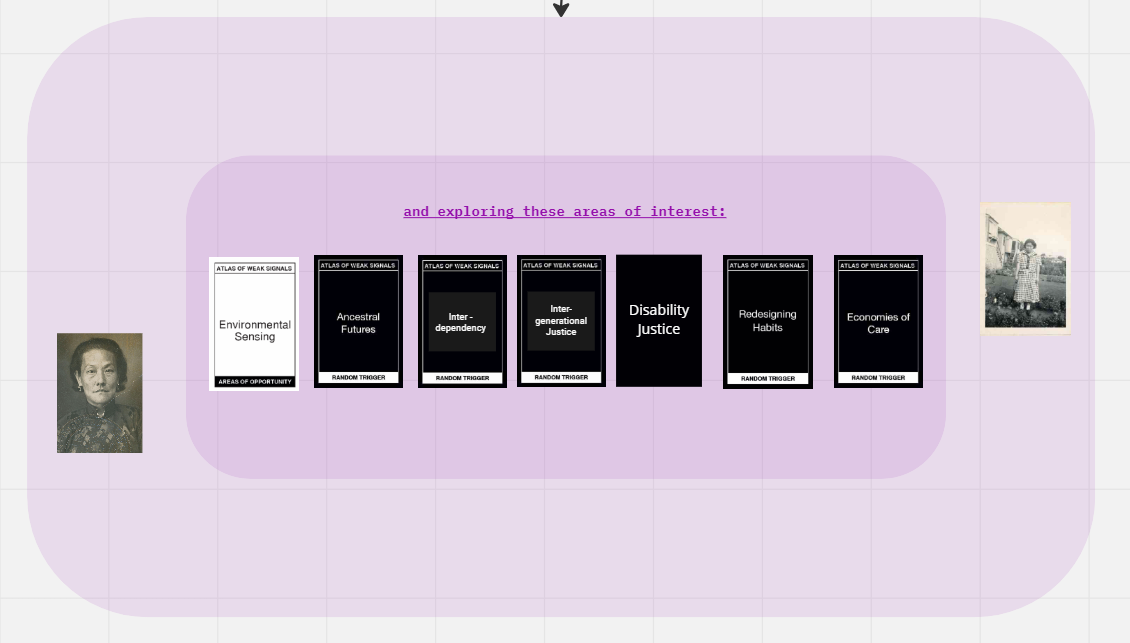 and exploring these areas of interest:
ATLAS OF WEAK SIGNALS
Environmental
Sensing
AREAS OF OPPORTUNITY
ATLAS OF WEAK SIGNALS
Ancestral
Futures
RANDOM TRIGGER
ATLAS OF WEAK SIGNALS
Inter -
dependency
RANDOM TRIGGER
ATLAS OF WEAK SIGNALS
Inter-
generational
Justice
RANDOM TRIGGER
Disability
Justice
ATLAS OF WEAK SIGNALS
Redesigning
Habits
RANDOM TRIGGER
ATLAS OF WEAK SIGNALS
Economies of
Care
RANDOM TRIGGER